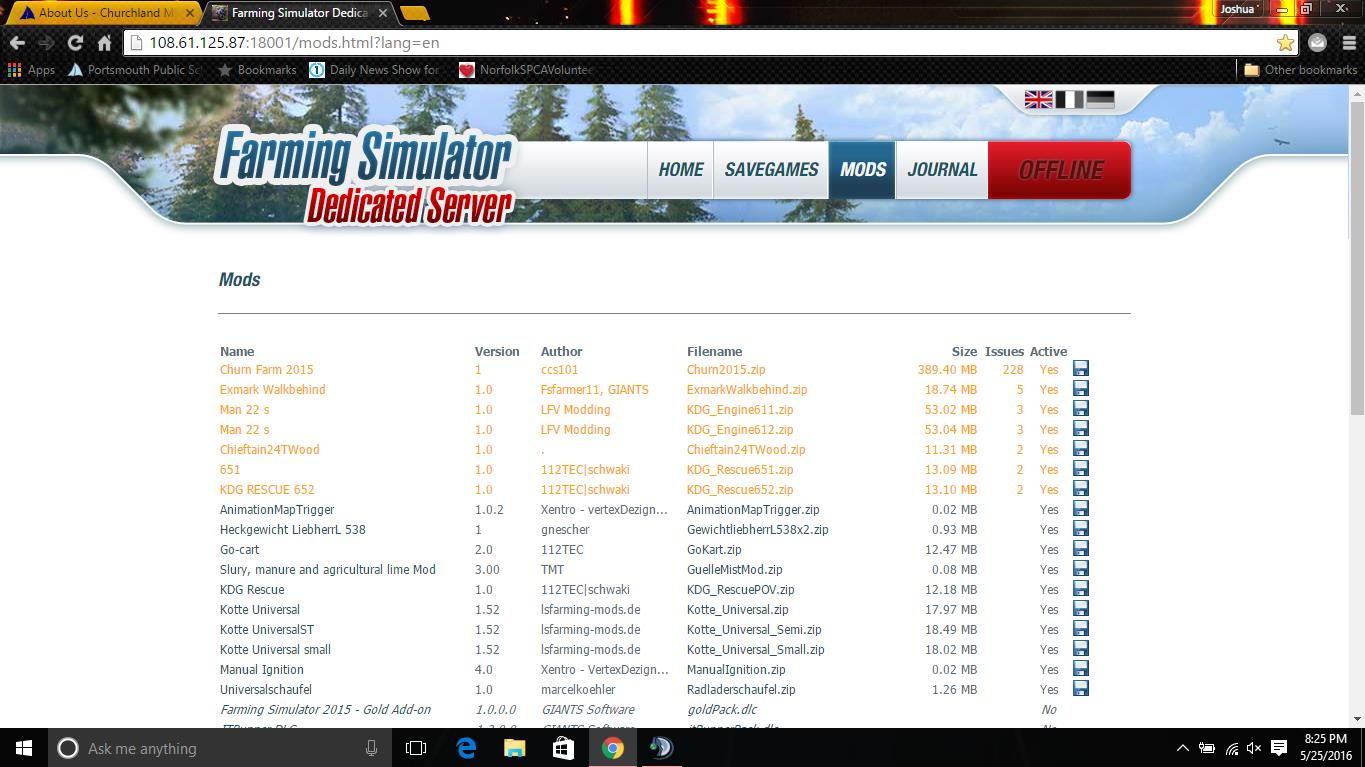 About Us - Churchland M
Farming Simulator Dedica
Joshua
108.61.125.87:18001/mods.html?lang=en
Apps Portsmouth Public Sc Bookmarks Daily News Show for NorfolkSPCAVoluntee Other bookmarks
Farming Simulator
Dedicated Server
HOME SAVEGAMES MODS JOURNAL OFFLINE
Mods
Name Version Author Filename Size Issues Active
Churn Farm 2015 1 ccs101 Churn2015.zip 389.40 MB 228 Yes
Exmark Walkbehind 1.0 Fsfarmer11, GIANTS ExmarkWalkbehind.zip 18.74 MB 5 Yes
Man 22 s 1.0 LFV Modding KDG_Engine611.zip 53.02 MB 3 Yes
Man 22 s 1.0 LFV Modding KDG_Engine612.zip 53.04 MB 3 Yes
Chieftain24TWood 1.0 . Chieftain24TWood.zip 11.31 MB 2 Yes
651 1.0 112TEC|schwaki KDG_Rescue651.zip 13.09 MB 2 Yes
KDG RESCUE 652 1.0 112TEC|schwaki KDG_Rescue652.zip 13.10 MB 2 Yes
AnimationMapTrigger 1.0.2 Xentro - vertexDezign... AnimationMapTrigger.zip 0.02 MB Yes
Heckgewicht LiebherrL 538 1 gnescher GewichtliebherrL538x2.zip 0.93 MB Yes
Go-cart 2.0 112TEC GoKart.zip 12.47 MB Yes
Slury, manure and agricultural lime Mod 3.00 TMT GuelleMistMod.zip 0.08 MB Yes
KDG Rescue 1.0 112TEC|schwaki KDG_RescuePOV.zip 12.18 MB Yes
Kotte Universal 1.52 lsfarming-mods.de Kotte_Universal.zip 17.97 MB Yes
Kotte UniversalST 1.52 lsfarming-mods.de Kotte_Universal_Semi.zip 18.49 MB Yes
Kotte Universal small 1.52 lsfarming-mods.de Kotte_Universal_Small.zip 18.02 MB Yes
Manual Ignition 4.0 Xentro - VertexDezign... ManualIgnition.zip 0.02 MB Yes
Universalschaufel 1.0 marcelkoehler Radladerschaufel.zip 1.26 MB Yes
Farming Simulator 2015 - Gold Add-on 1.0.0.0 GIANTS Software goldPack.dlc No
Ask me anything
8:25 PM
5/25/2016